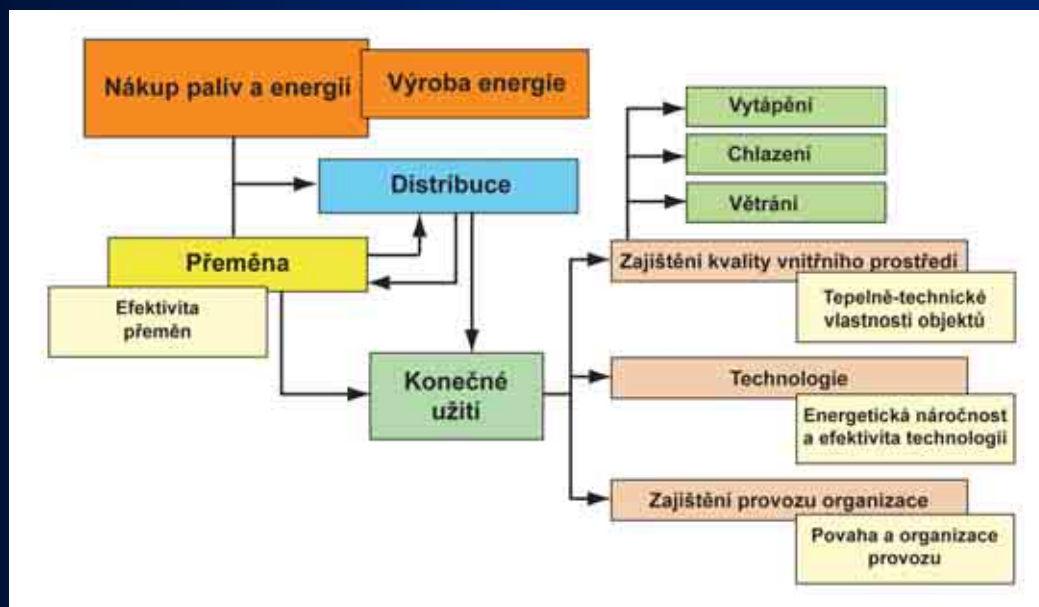 Nákup paliv a energií
Výroba energie
Vytápění
Chlazení
Větrání
Distribuce
Přeměna
Efektivita
přeměn
Zajištění kvality vnitřního prostředí
Tepelně-technické
vlastnosti objektů
Konečné
užití
Technologie
Energetická náročnost
a efektivita technologií
Zajištění provozu organizace
Povaha a organizace
provozu